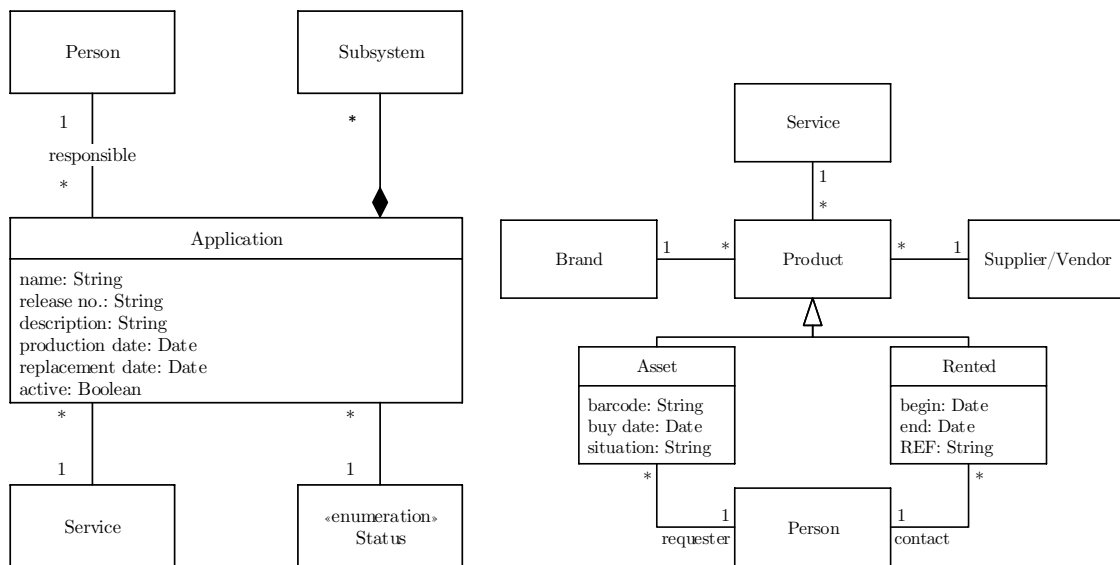 Person
Subsystem
1
*
responsible
*
Application
name: String
release no.: String
description: String
production date: Date
replacement date: Date
active: Boolean
*
*
1
1
Service
«enumeration»
Status
Service
1
*
Brand
1
*
Product
*
1
Supplier/Vendor
Asset
barcode: String
buy date: Date
situation: String
Rented
begin: Date
end: Date
REF: String
*
*
1
1
requester
Person
contact